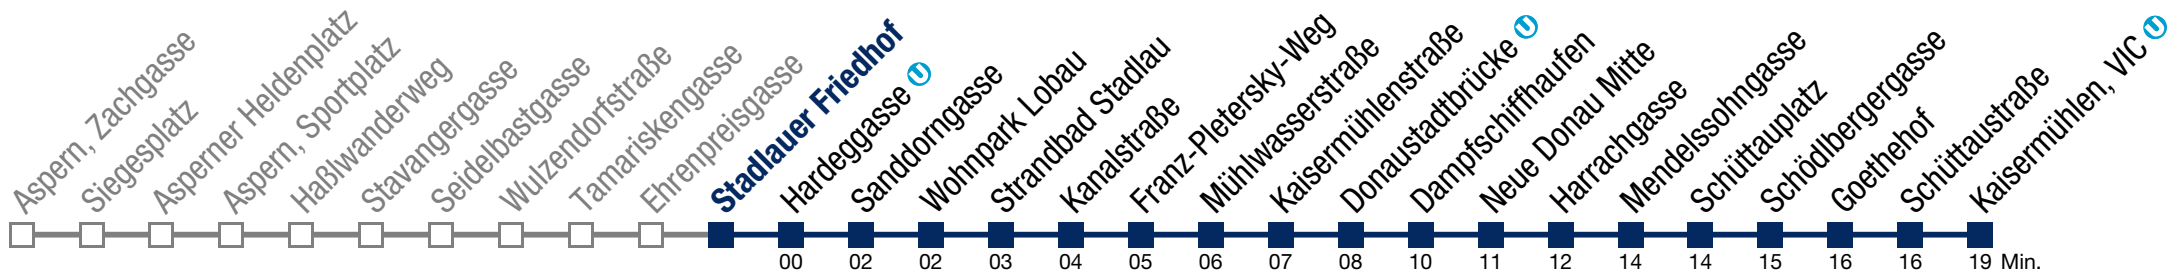 Aspern, Zachgasse
Siegesplatz
Asperner Heldenplatz
Aspern, Sportplatz
Haßlwanderweg
Stavangergasse
Seidelbastgasse
Wulzendorfstraße
Tamariskengasse
Ehrenpreisgasse
Stadlauer Friedhof
Hardeggasse U
Sanddorngasse
Wohnpark Lobau
Strandbad Stadlau
Kanalstraße
Franz-Pletersky-Weg
Mühlwasserstraße
Kaisermühlenstraße
Donaustadtbrücke U
Dampfschiffhaufen
Neue Donau Mitte
Harrachgasse
Mendelssohngasse
Schüttauplatz
Schödlbergergasse
Goethehof
Schüttaustraße
Kaisermühlen, VIC U
00 02 02 03 04 05 06 07 08 10 11 12 14 14 15 16 16 19 Min.